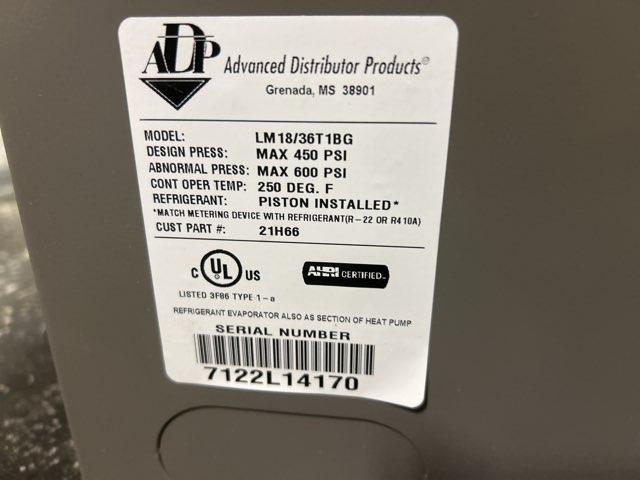 ADP Advanced Distributor Products®
Grenada, MS 38901
MODEL: LM18/36T1BG
DESIGN PRESS: MAX 450 PSI
ABNORMAL PRESS: MAX 600 PSI
CONT OPER TEMP: 250 DEG. F
REFRIGERANT: PISTON INSTALLED*
*MATCH METERING DEVICE WITH REFRIGERANT(R-22 OR R410A)
CUST PART #: 21H66
C UL US AHRI CERTIFIED™
LISTED 3F86 TYPE 1-a
REFRIGERANT EVAPORATOR ALSO AS SECTION OF HEAT PUMP
SERIAL NUMBER
7122L14170